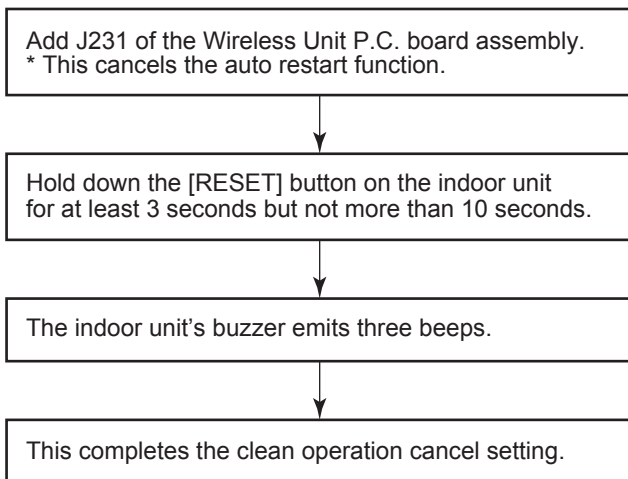 Add J231 of the Wireless Unit P.C. board assembly.
* This cancels the auto restart function.
Hold down the [RESET] button on the indoor unit
for at least 3 seconds but not more than 10 seconds.
The indoor unit's buzzer emits three beeps.
This completes the clean operation cancel setting.